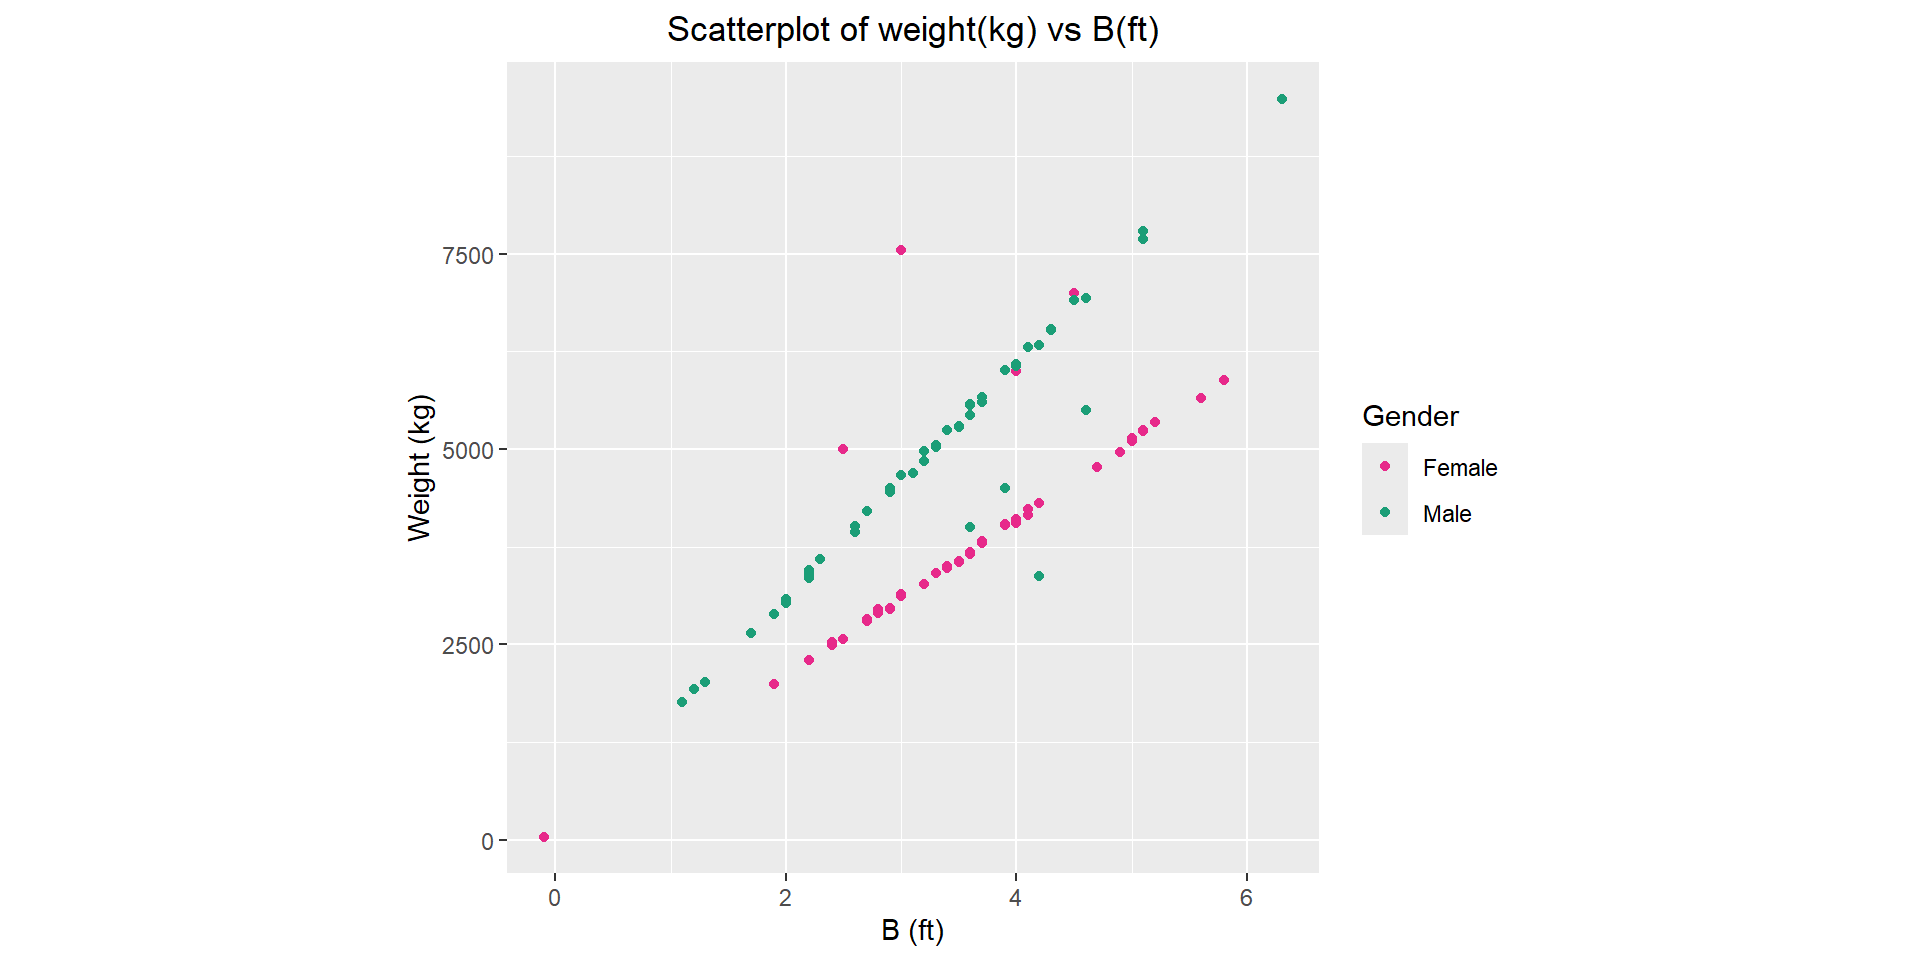 Scatterplot of weight(kg) vs B(ft)
7500
5000
2500
0
Weight (kg)
0 2 4 6
B (ft)
Gender
Female
Male